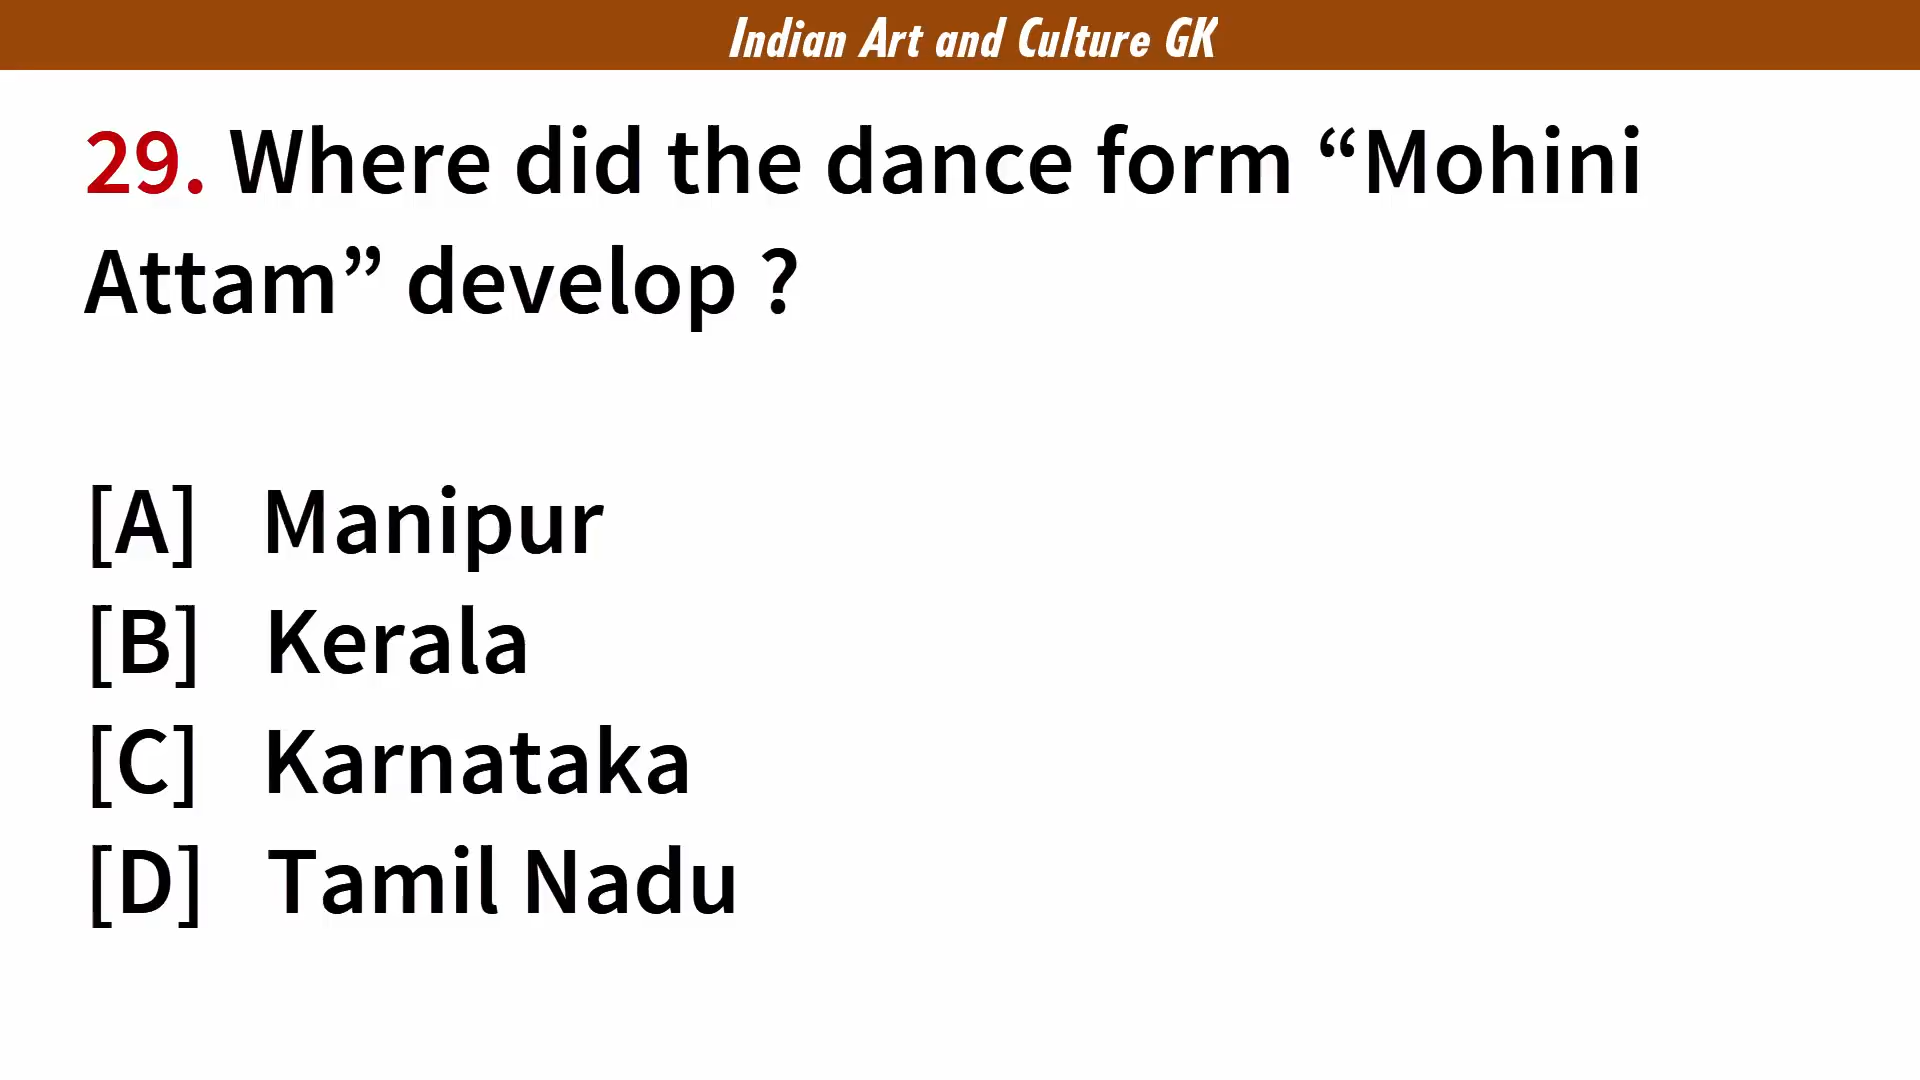 Indian Art and Culture GK
29. Where did the dance form “Mohini
Attam” develop ?
[A] Manipur
[B] Kerala
[C] Karnataka
[D] Tamil Nadu